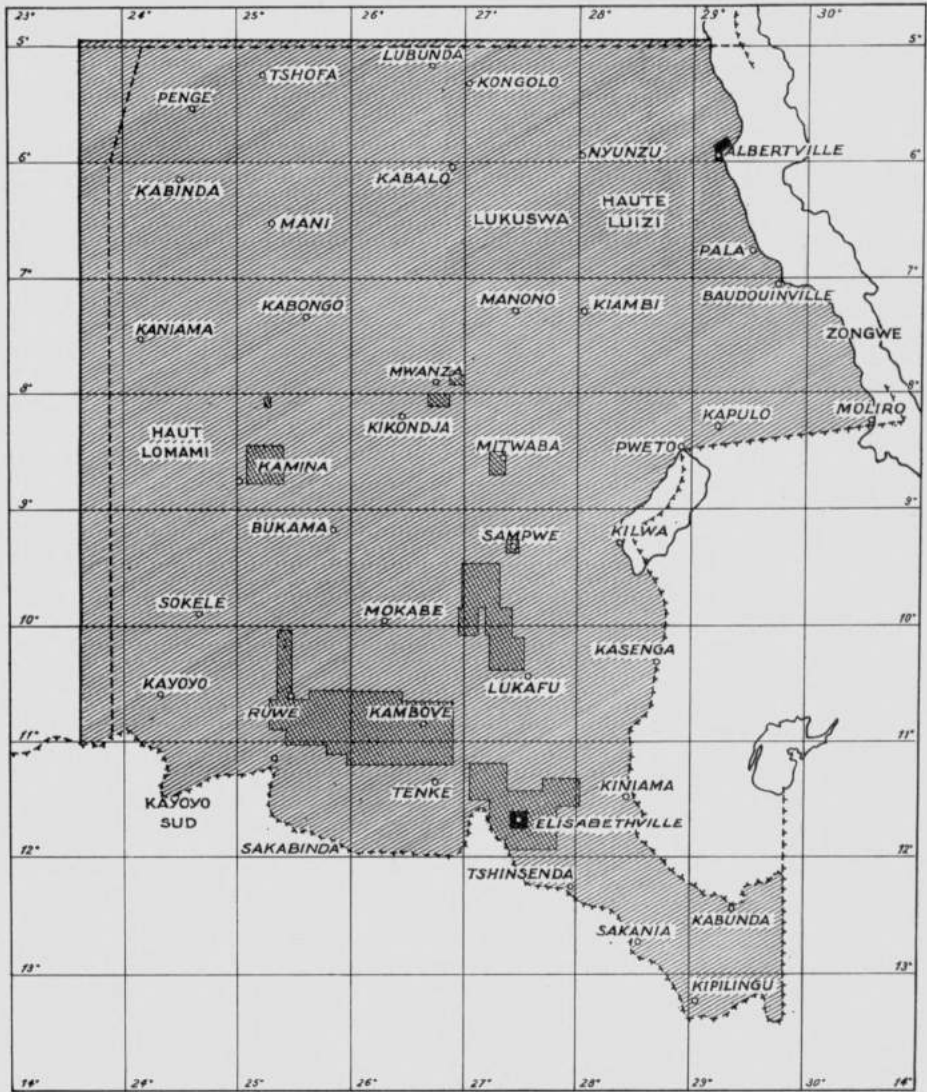 23° 24° 25° 26° 27° 28° 29° 30°
5° 5°
LUBUNDA
TSHOFA
KONGOLO
PENGE
NYUNZU
ALBERTVILLE
6° 6°
KABINDA
KABALO
MANI
LUKUSWA
HAUTE
LUIZI
PALA
7° 7°
BAUDOUINVILLE
KABONGO
MANONO
KIAMBI
KANIAMA
ZONGWE
MWANZA
8° 8°
KIKONDJA
KAPULO
MOLIRO
HAUT
LOMAMI
KAMINA
MITWABA
PWETO
9° 9°
BUKAMA
SAMPWE
KILWA
SOKELE
MOKABE
10° 10°
KASENGA
KAYOYO
LUKAFU
RUWE
KAMBOVE
11° 11°
TENKE
KINIAMA
KAYOYO
SUD
ELISABETHVILLE
SAKABINDA
12° 12°
TSHINSENDA
KABUNDA
SAKANIA
13° 13°
KIPILINGU
14° 24° 25° 26° 27° 28° 29° 30° 14°